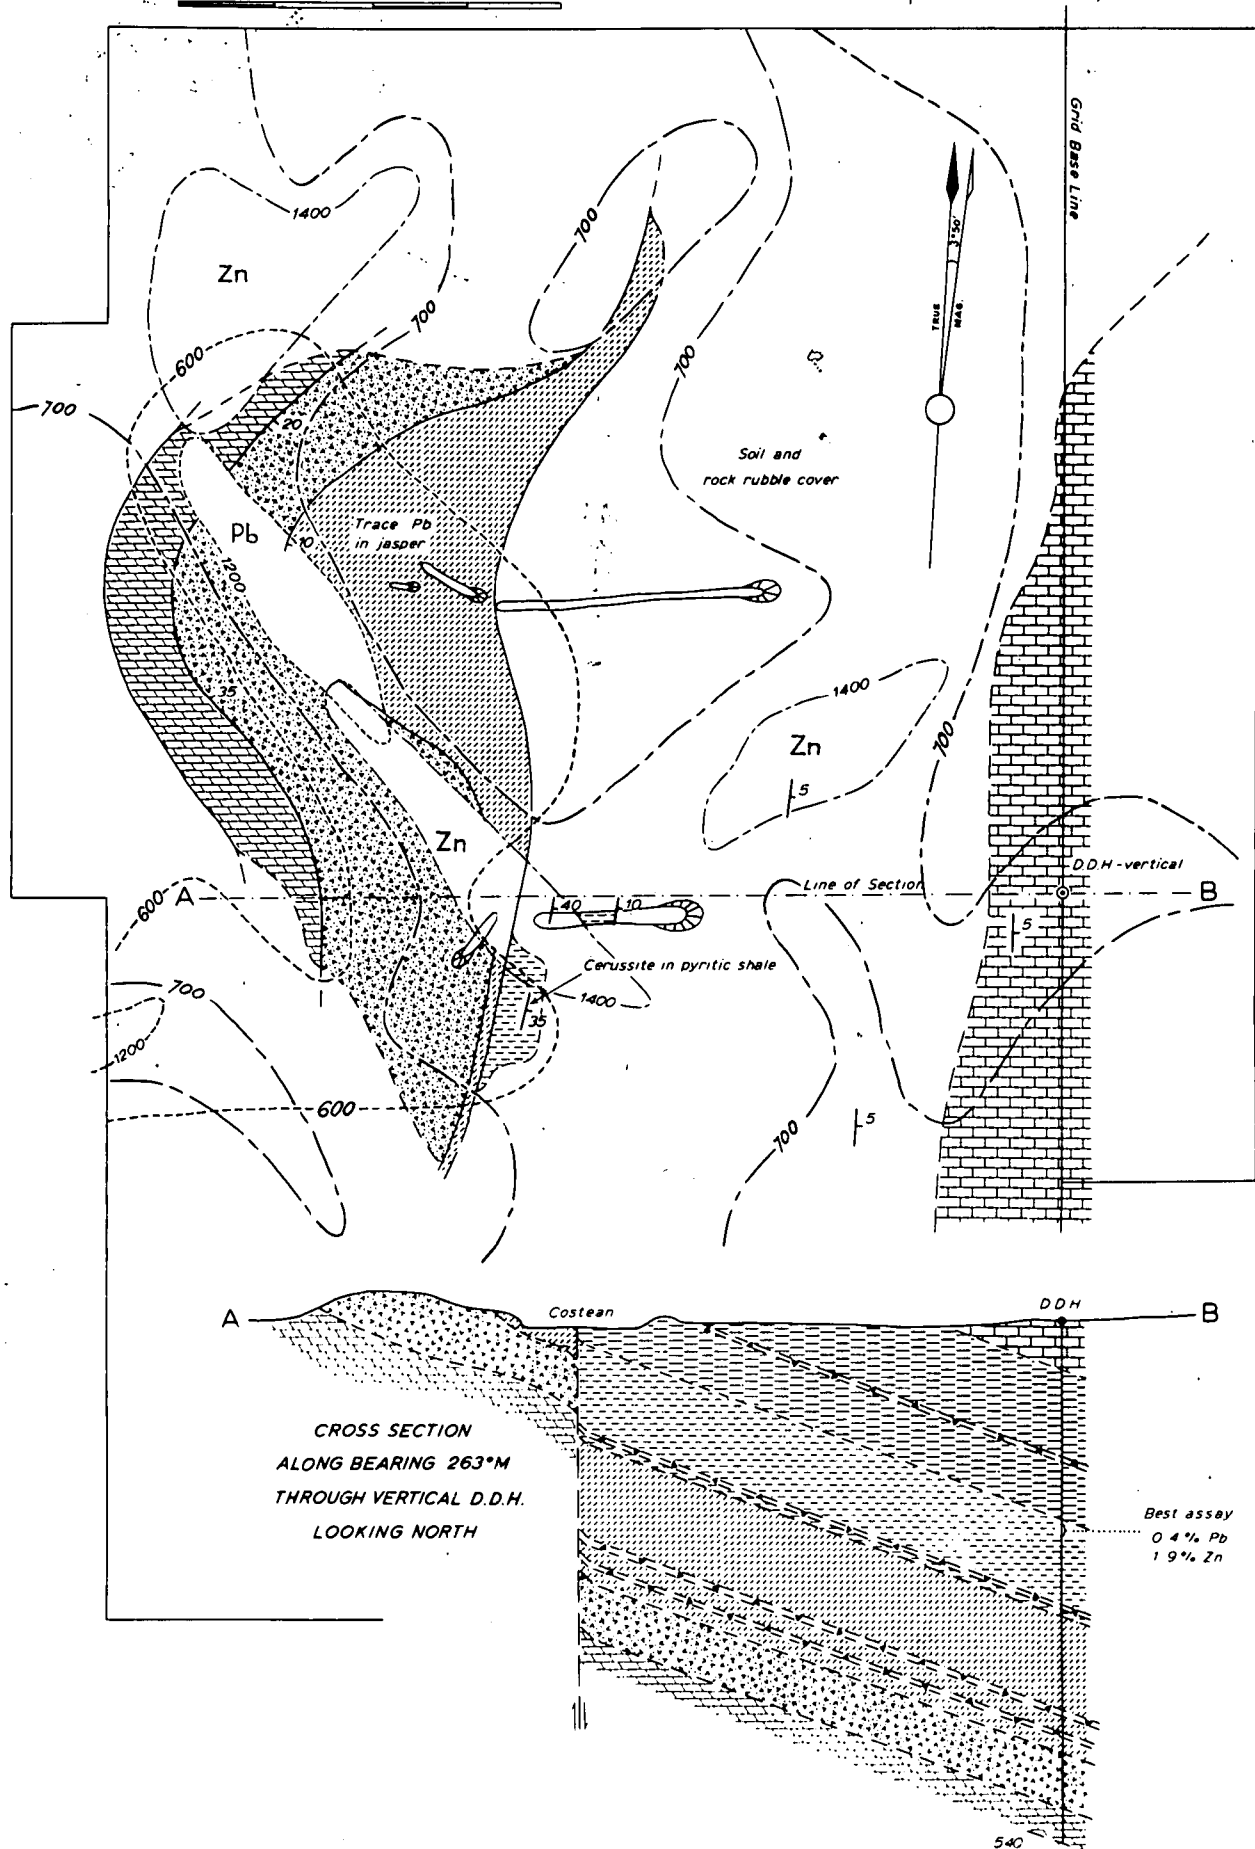 Grid Base Line
1400
700
Zn
3°50'
TRUE
MAG.
700
600
700
700
20
Soil and
rock rubble cover
Pb
10
Trace Pb
in jasper
1200
35
1400
Zn
700
5
Zn
D.D.H-vertical
Line of Section
A
B
600
40
10
5
Cerussite in pyritic shale
700
1400
35
1200
600
5
700
A
Costean
DDH
B
CROSS SECTION
ALONG BEARING 263°M
THROUGH VERTICAL D.D.H.
LOOKING NORTH
Best assay
0 4 % Pb
1 9 % Zn
540